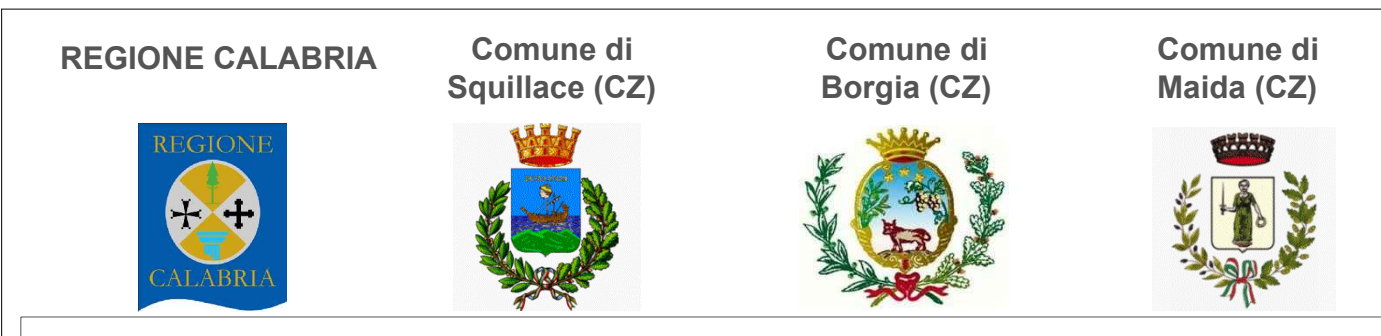 REGIONE CALABRIA
Comune di
Squillace (CZ)
Comune di
Borgia (CZ)
Comune di
Maida (CZ)
REGIONE
CALABRIA